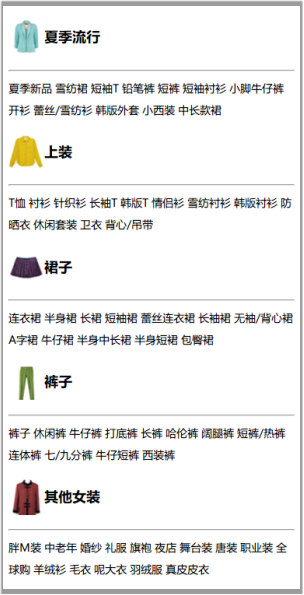 夏季流行
夏季新品 雪纺裙 短袖T 铅笔裤 短裤 短袖衬衫 小脚牛仔裤
开衫 蕾丝/雪纺衫 韩版外套 小西装 中长款裙
上装
T恤 衬衫 针织衫 长袖T 韩版T 情侣衫 雪纺衬衫 韩版衬衫 防
晒衣 休闲套装 卫衣 背心/吊带
裙子
连衣裙 半身裙 长裙 短袖裙 蕾丝连衣裙 长袖裙 无袖/背心裙
A字裙 牛仔裙 半身中长裙 半身短裙 包臀裙
裤子
裤子 休闲裤 牛仔裤 打底裤 长裤 哈伦裤 阔腿裤 短裤/热裤
连体裤 七/九分裤 牛仔短裤 西装裤
其他女装
胖M装 中老年 婚纱 礼服 旗袍 夜店 舞台装 唐装 职业装 全
球购 羊绒衫 毛衣 呢大衣 羽绒服 真皮皮衣